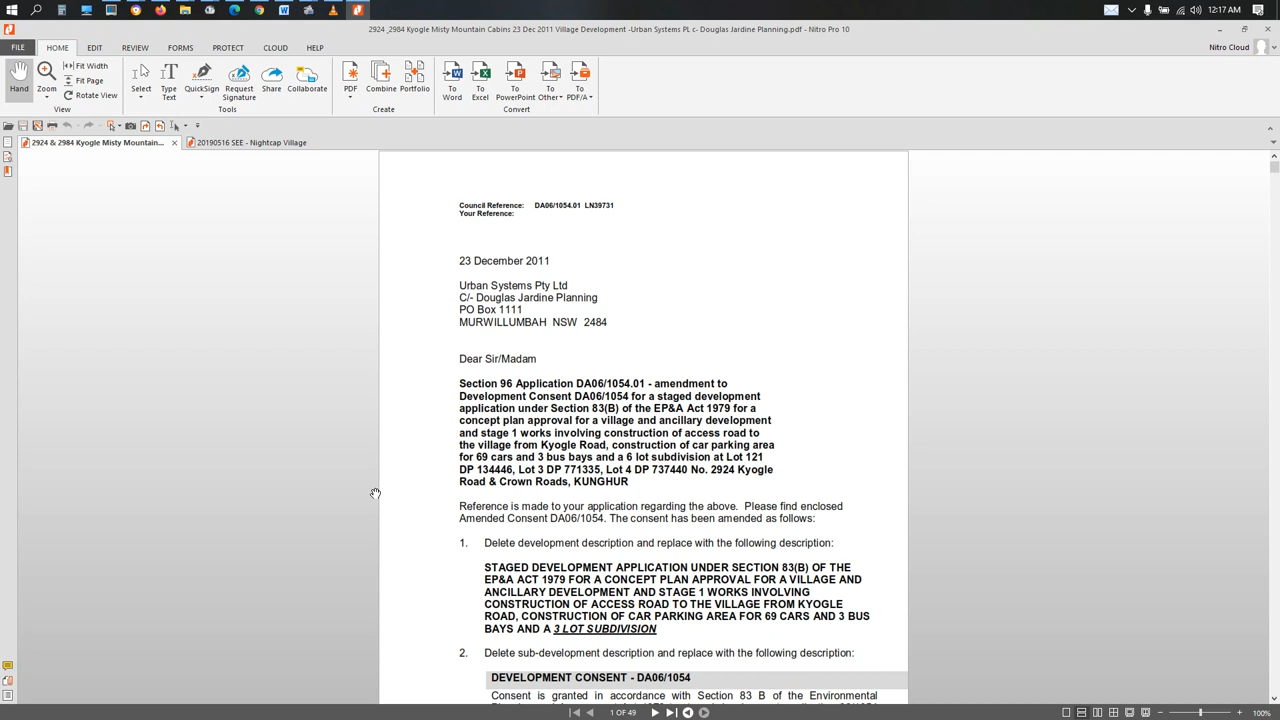 12:17 AM
2924 ,2984 Kyogle Misty Mountain Cabins 23 Dec 2011 Village Development -Urban Systems PL c- Douglas Jardine Planning.pdf - Nitro Pro 10
FILE HOME EDIT REVIEW FORMS PROTECT CLOUD HELP
Nitro Cloud
Hand Zoom Fit Width Fit Page Rotate View
Select Type Text QuickSign Request Signature Share Collaborate
PDF Combine Portfolio
To Word To Excel To PowerPoint To Other To PDF/A
View Tools Create Convert
2924 & 2984 Kyogle Misty Mountain... 20190516 SEE - Nightcap Village
Council Reference: DA06/1054.01 LN39731
Your Reference:
23 December 2011
Urban Systems Pty Ltd
C/- Douglas Jardine Planning
PO Box 1111
MURWILLUMBAH NSW 2484
Dear Sir/Madam
Section 96 Application DA06/1054.01 - amendment to
Development Consent DA06/1054 for a staged development
application under Section 83(B) of the EP&A Act 1979 for a
concept plan approval for a village and ancillary development
and stage 1 works involving construction of access road to
the village from Kyogle Road, construction of car parking area
for 69 cars and 3 bus bays and a 6 lot subdivision at Lot 121
DP 134446, Lot 3 DP 771335, Lot 4 DP 737440 No. 2924 Kyogle
Road & Crown Roads, KUNGHUR
Reference is made to your application regarding the above. Please find enclosed
Amended Consent DA06/1054. The consent has been amended as follows:
1. Delete development description and replace with the following description:
STAGED DEVELOPMENT APPLICATION UNDER SECTION 83(B) OF THE
EP&A ACT 1979 FOR A CONCEPT PLAN APPROVAL FOR A VILLAGE AND
ANCILLARY DEVELOPMENT AND STAGE 1 WORKS INVOLVING
CONSTRUCTION OF ACCESS ROAD TO THE VILLAGE FROM KYOGLE
ROAD, CONSTRUCTION OF CAR PARKING AREA FOR 69 CARS AND 3 BUS
BAYS AND A 3 LOT SUBDIVISION
2. Delete sub-development description and replace with the following description:
DEVELOPMENT CONSENT - DA06/1054
Consent is granted in accordance with Section 83 B of the Environmental
1 OF 49
100%